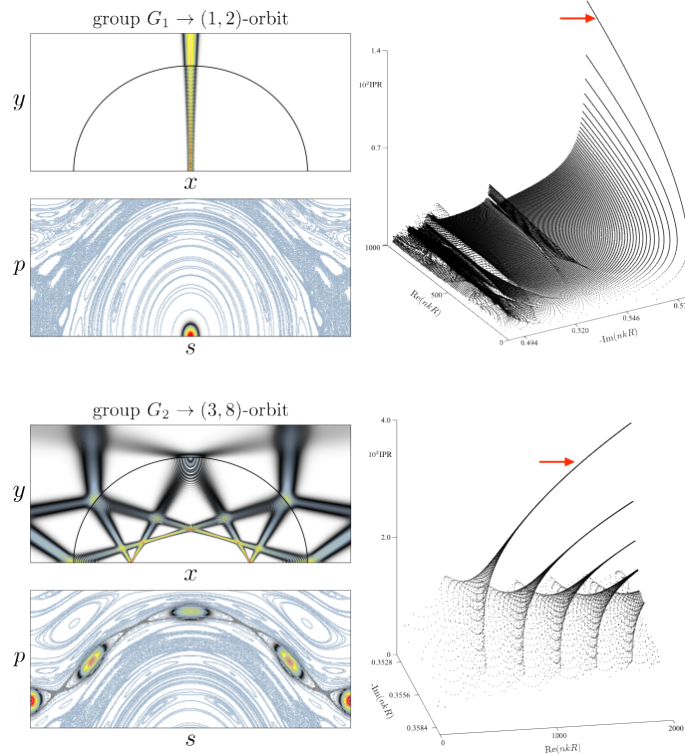 group G₁ → (1, 2)-orbit
y
x
p
s
1.4
10²IPR
0.7
1000
500
Re(nkR)
0
0.494
0.520
0.546
-Im(nkR)
group G₂ → (3, 8)-orbit
y
x
p
s
4.0
10²IPR
2.0
0
0.3528
0.3556
0.3584
-Im(nkR)
0
1000
2000
Re(nkR)